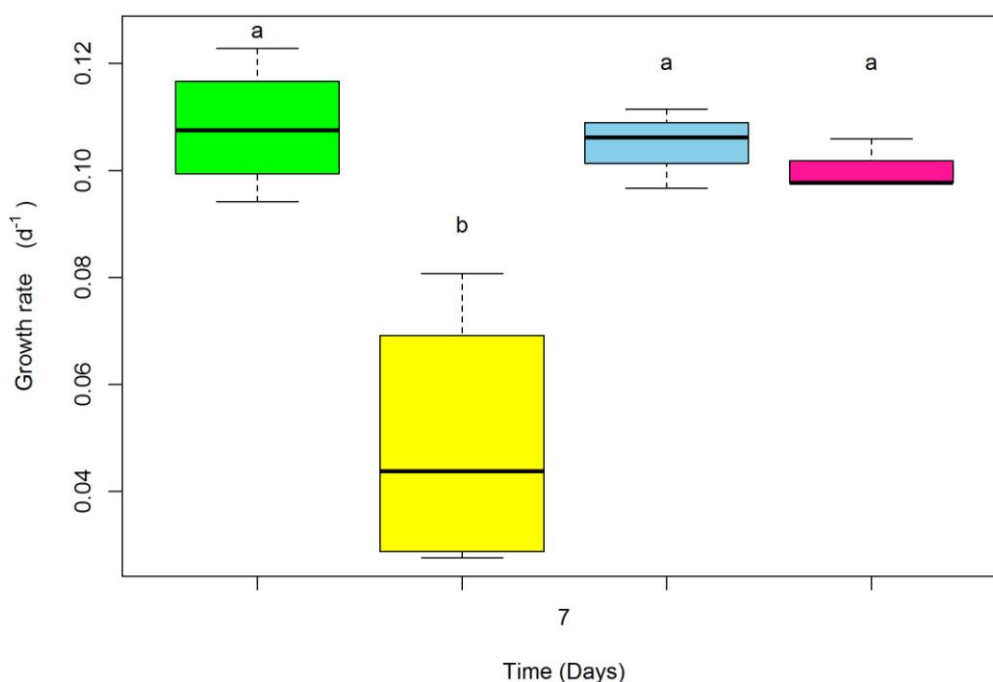 Growth rate (d⁻¹)
0.12
0.10
0.08
0.06
0.04
a
b
a
a
7
Time (Days)